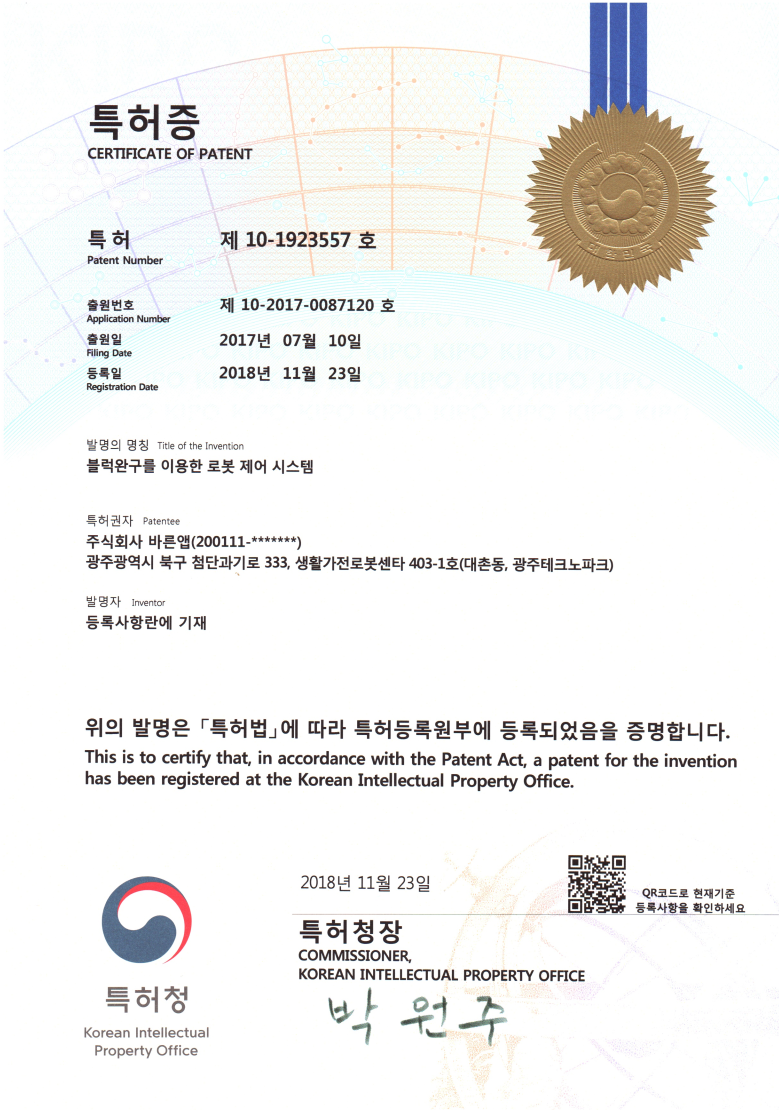 특허증
CERTIFICATE OF PATENT
대한민국
특 허 제 10-1923557 호
Patent Number
출원번호 제 10-2017-0087120 호
Application Number
출원일 2017년 07월 10일
Filing Date
등록일 2018년 11월 23일
Registration Date
KIPO KIPO KIPO KIPO KIPO KIPO KIPO
발명의 명칭 Title of the Invention
블럭완구를 이용한 로봇 제어 시스템
특허권자 Patentee
주식회사 바른앱(200111-*******)
광주광역시 북구 첨단과기로 333, 생활가전로봇센타 403-1호(대촌동, 광주테크노파크)
발명자 Inventor
등록사항란에 기재
위의 발명은 「특허법」에 따라 특허등록원부에 등록되었음을 증명합니다.
This is to certify that, in accordance with the Patent Act, a patent for the invention
has been registered at the Korean Intellectual Property Office.
2018년 11월 23일
QR코드로 현재기준
등록사항을 확인하세요
특허청장
COMMISSIONER,
KOREAN INTELLECTUAL PROPERTY OFFICE
박 원 주
특허청
Korean Intellectual
Property Office